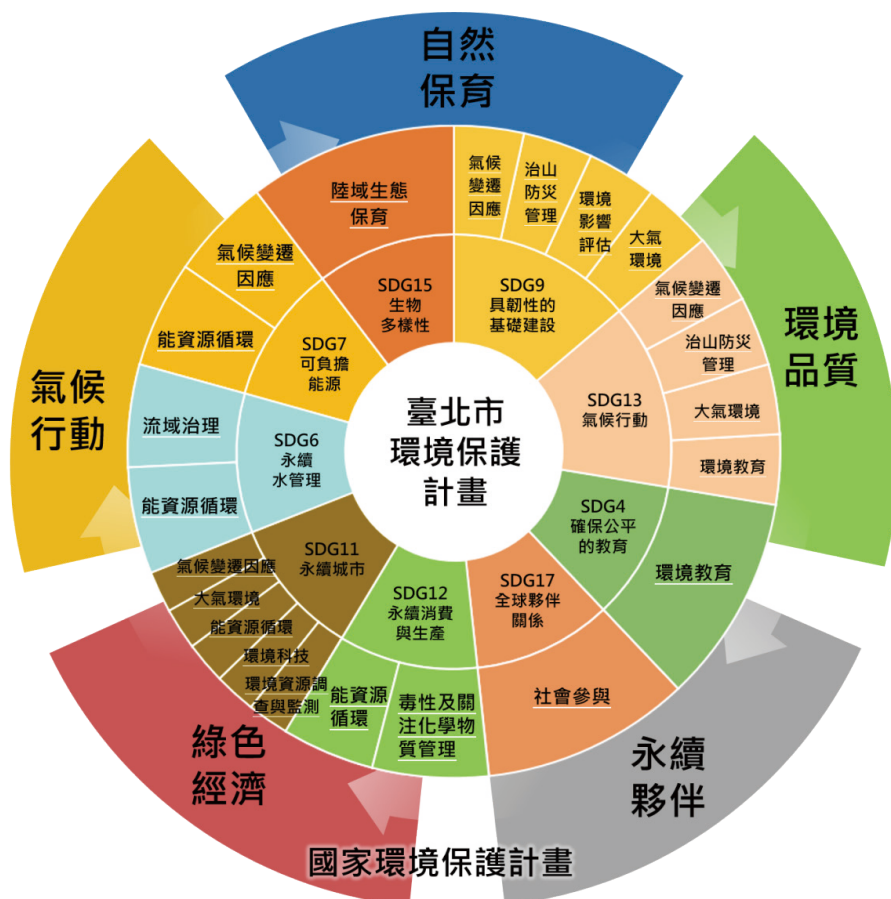 自然
保育
環境
品質
永續
夥伴
國家環境保護計畫
綠色
經濟
氣候
行動
臺北市
環境保護
計畫
SDG9
具韌性的
基礎建設
氣候
變遷
因應
治山
防災
管理
環境
影響
評估
大氣
環境
SDG13
氣候行動
氣候變遷
因應
治山防災
管理
大氣環境
環境教育
SDG4
確保公平
的教育
環境教育
SDG17
全球夥伴
關係
社會參與
SDG12
永續消費
與生產
毒性及關
注化學物
質管理
能資源
循環
SDG11
永續城市
氣候變遷因應
大氣環境
能資源循環
環境科技
環境資源調
查與監測
SDG6
永續
水管理
流域治理
能資源循環
SDG7
可負擔
能源
氣候變遷
因應
能資源循環
SDG15
生物
多樣性
陸域生態
保育